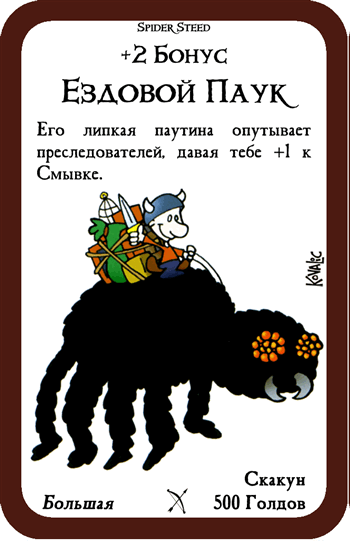 Spider Steed
+2 Бонус
Ездовой Паук
Его липкая паутина опутывает
преследователей, давая тебе +1 к
Смывке.
Kovalic
Скакун
Большая 500 Голдов